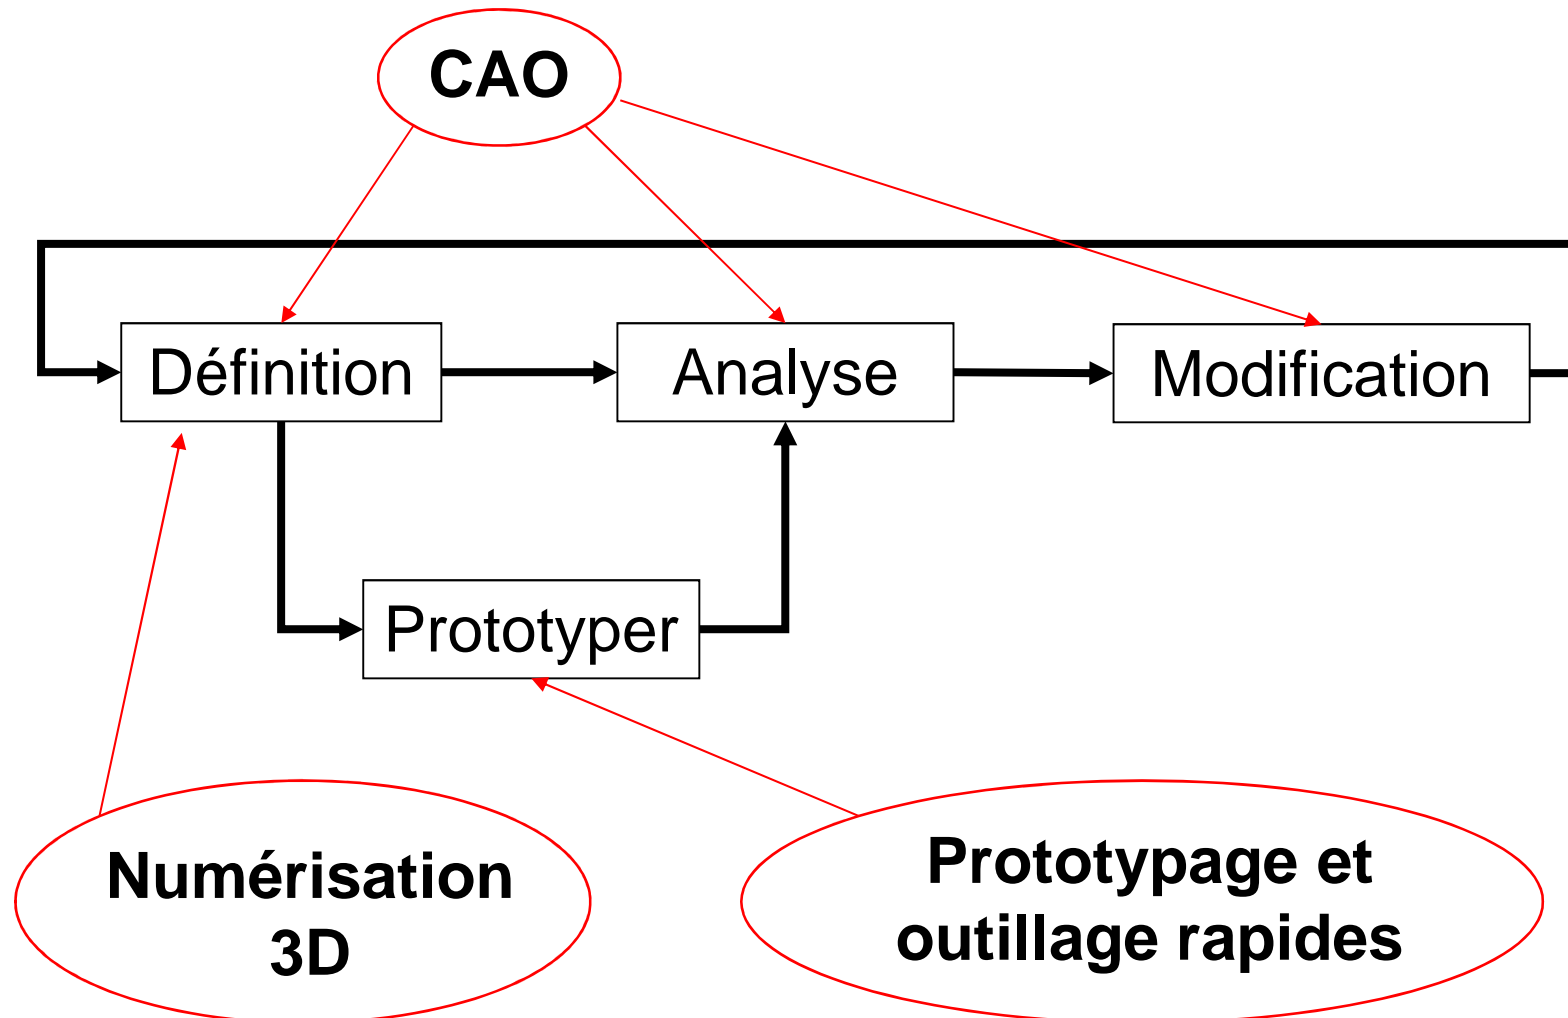 CAO
Définition
Analyse
Modification
Prototyper
Numérisation
3D
Prototypage et
outillage rapides